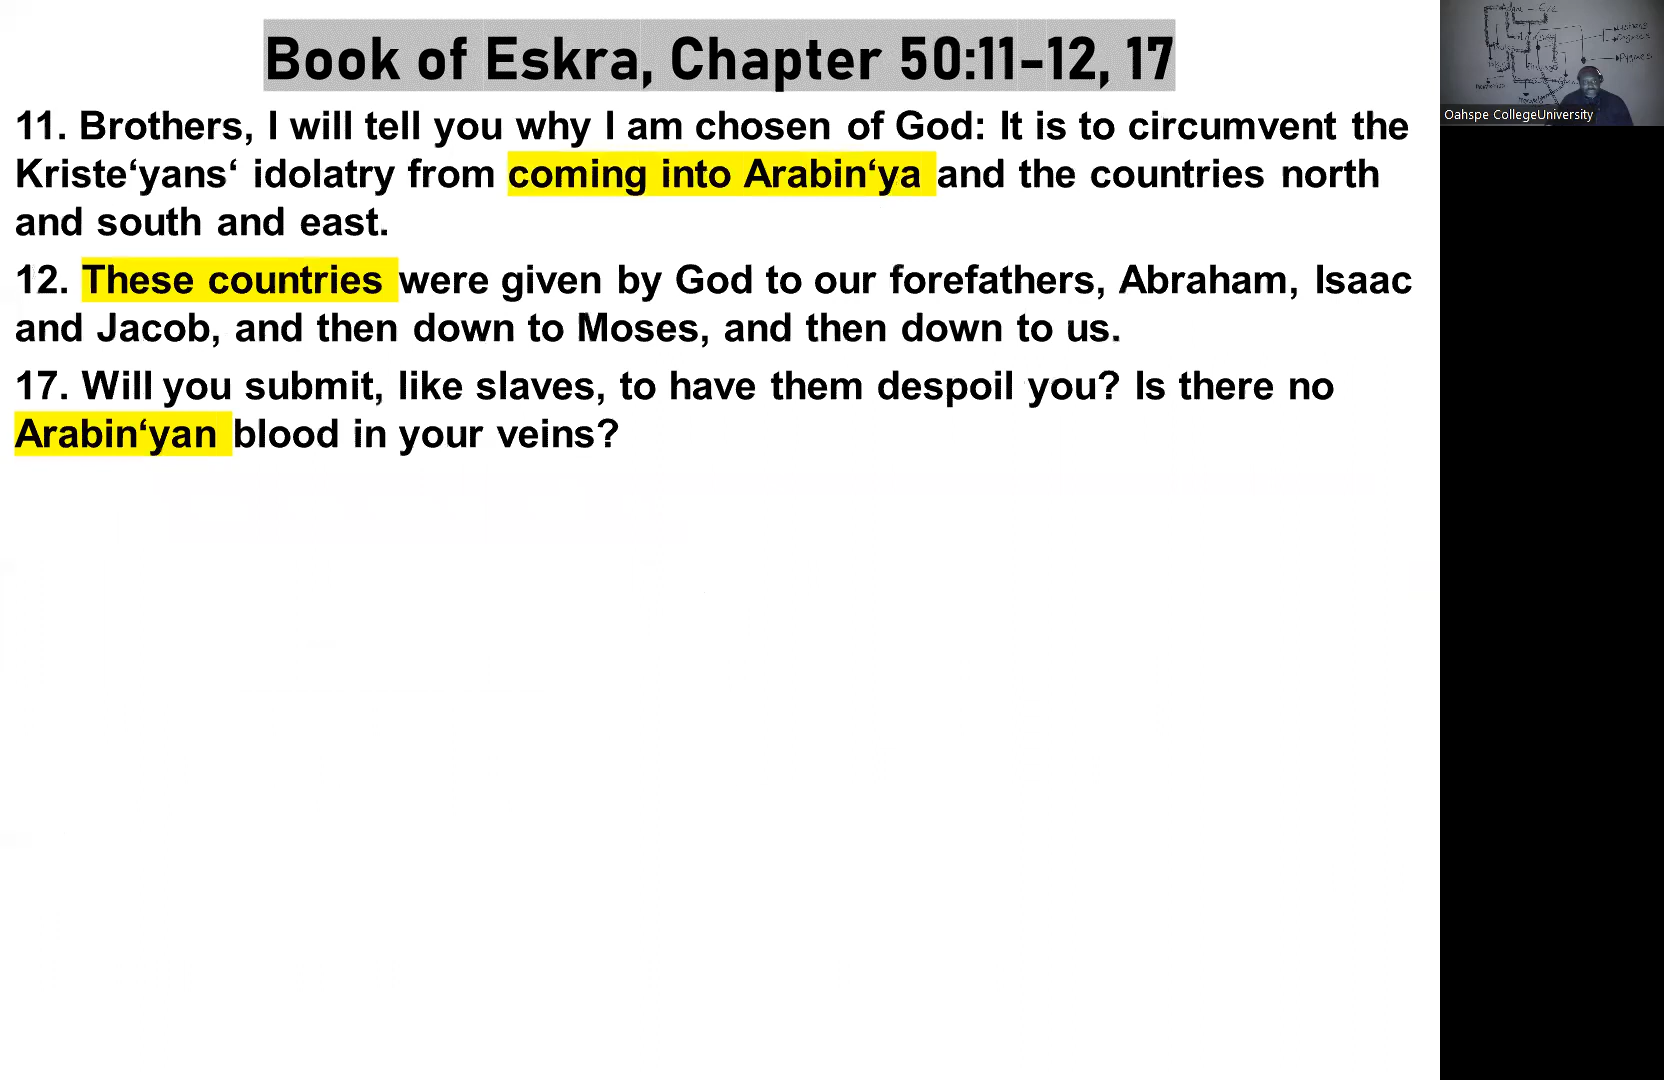 Book of Eskra, Chapter 50:11-12, 17
11. Brothers, I will tell you why I am chosen of God: It is to circumvent the
Kriste‘yans‘ idolatry from coming into Arabin‘ya and the countries north
and south and east.
12. These countries were given by God to our forefathers, Abraham, Isaac
and Jacob, and then down to Moses, and then down to us.
17. Will you submit, like slaves, to have them despoil you? Is there no
Arabin‘yan blood in your veins?
Oahspe CollegeUniversity